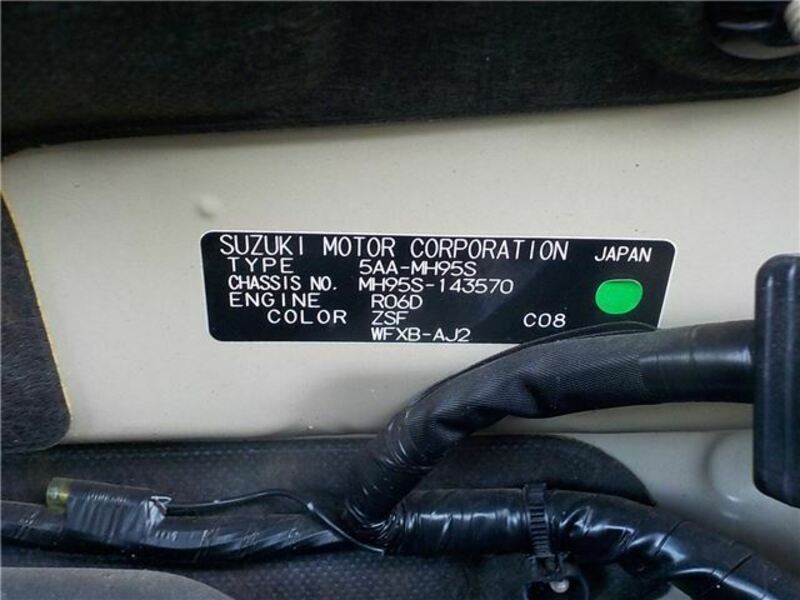 SUZUKI MOTOR CORPORATION JAPAN
TYPE 5AA-MH95S
CHASSIS NO. MH95S-143570
ENGINE R06D
COLOR ZSF C08
WFXB-AJ2